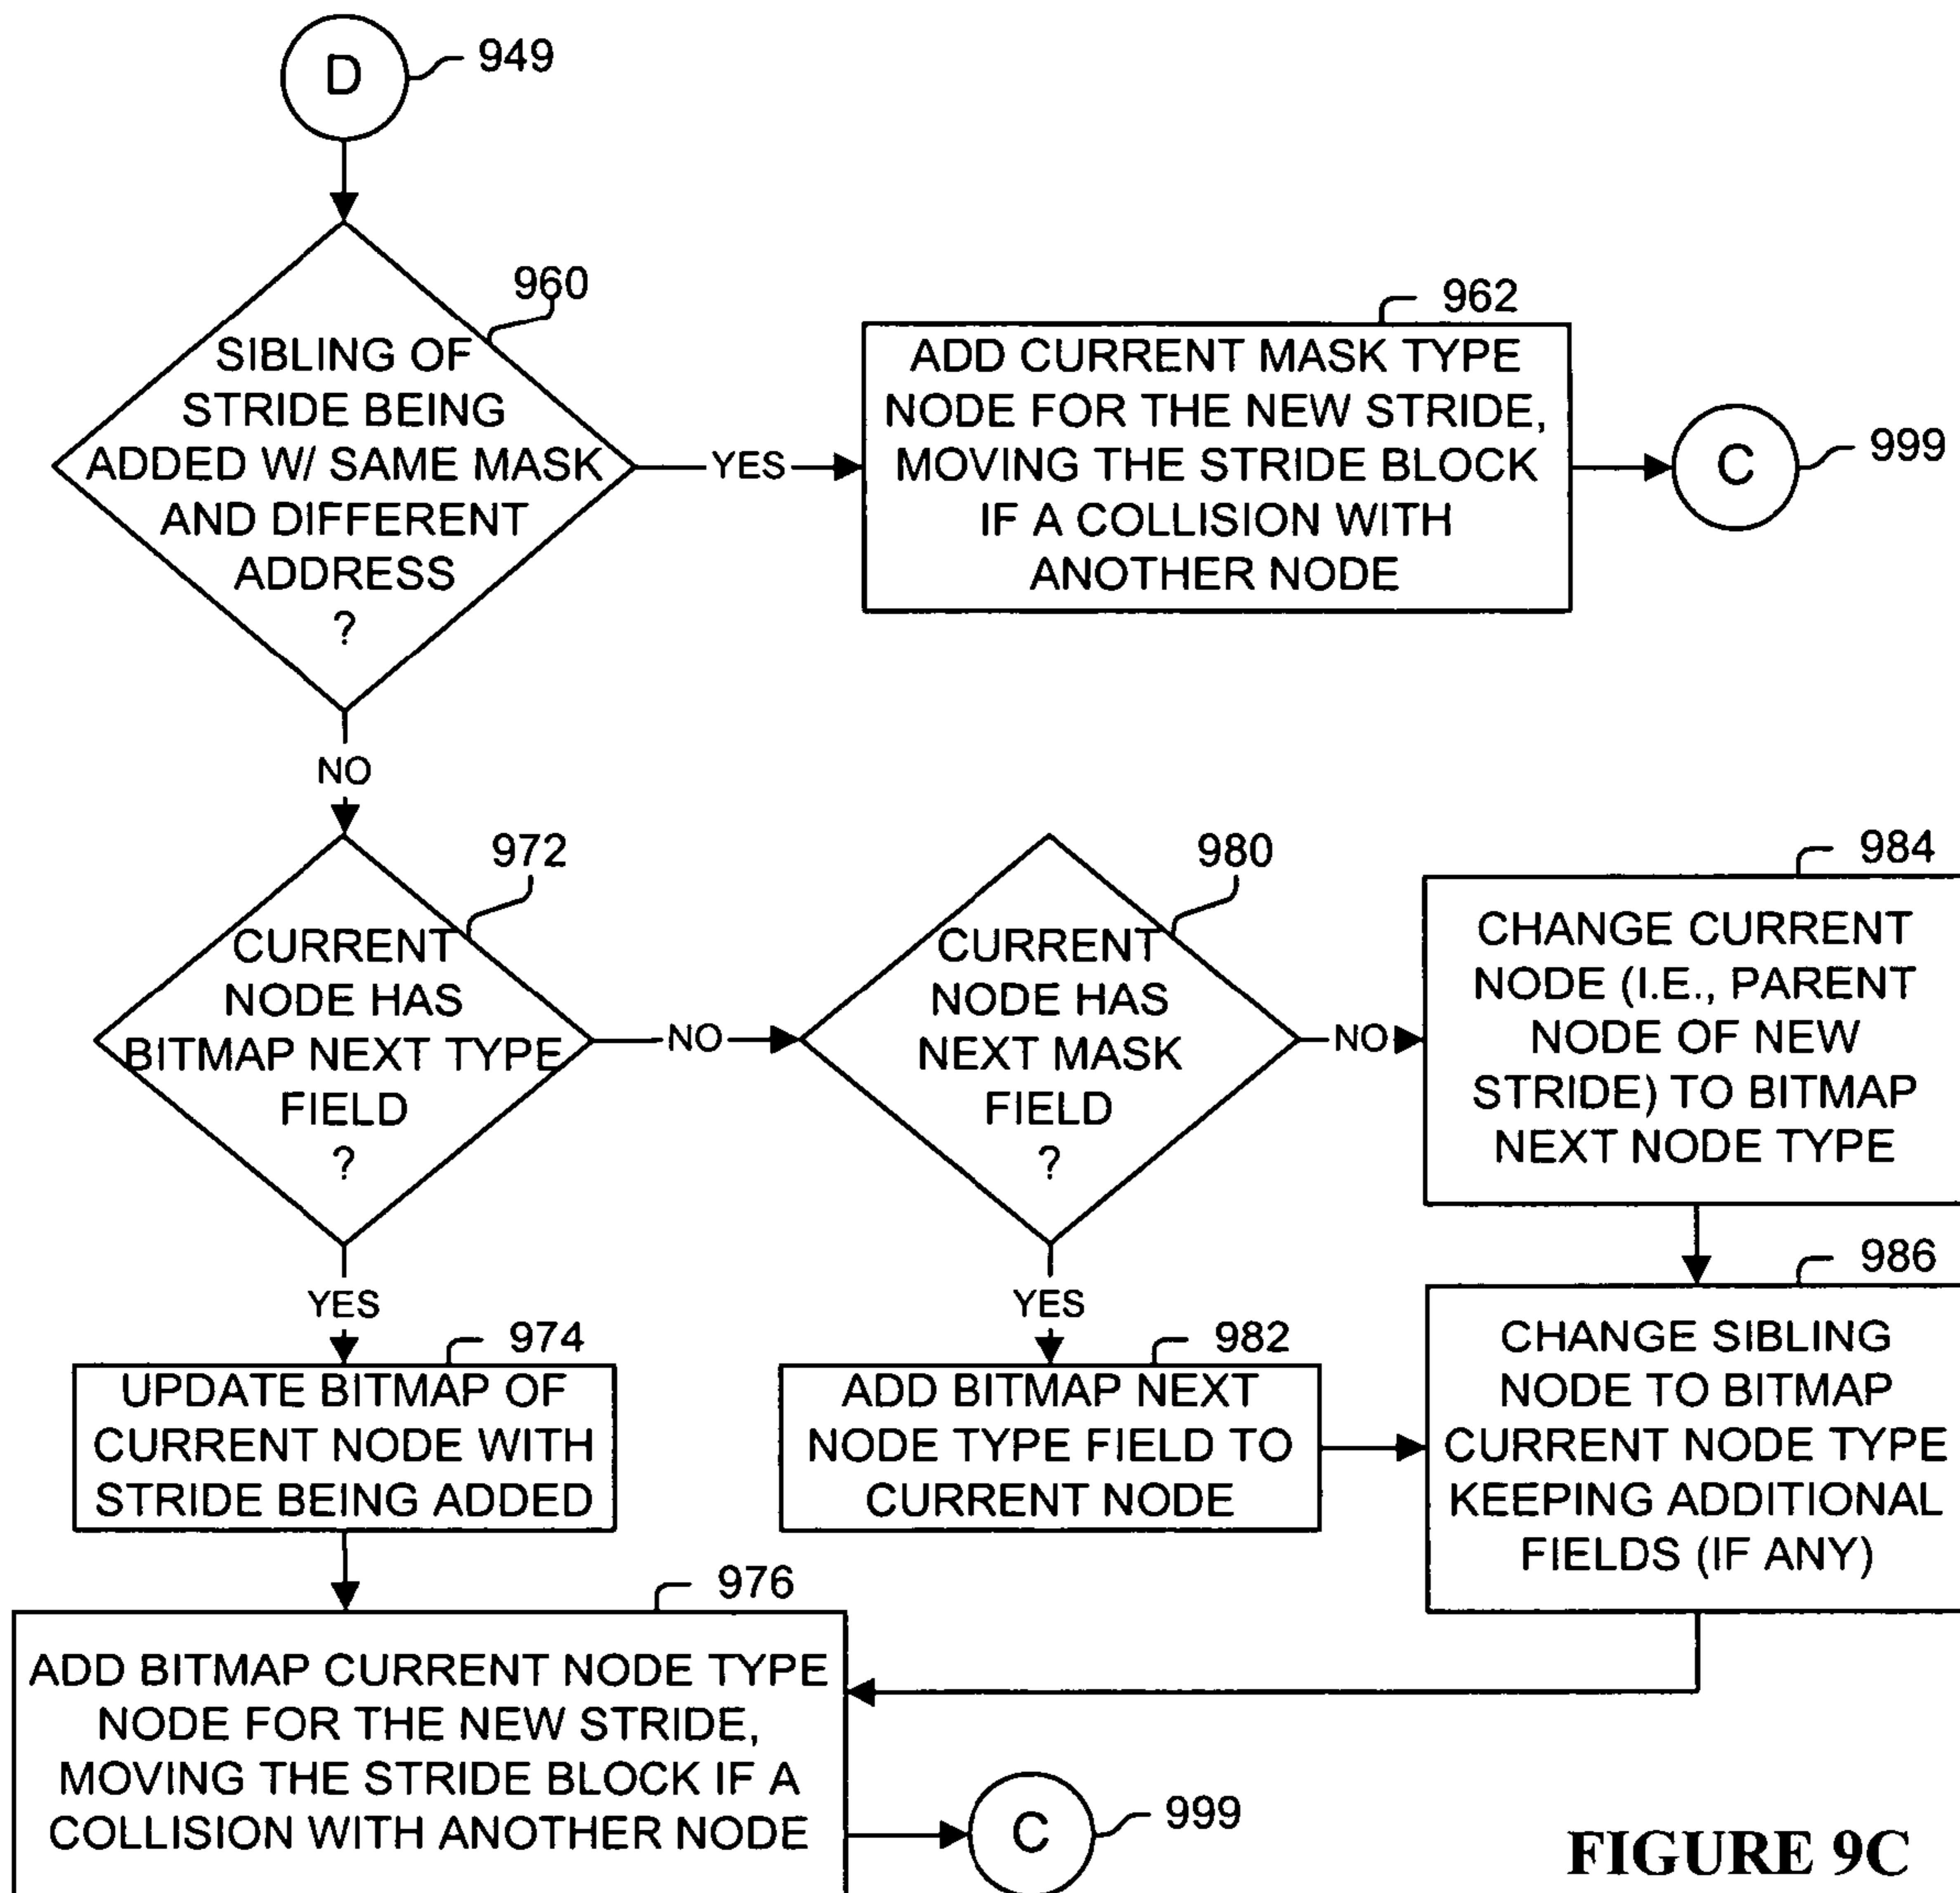 D
949
960
SIBLING OF
STRIDE BEING
ADDED W/ SAME MASK
AND DIFFERENT
ADDRESS
?
YES
962
ADD CURRENT MASK TYPE
NODE FOR THE NEW STRIDE,
MOVING THE STRIDE BLOCK
IF A COLLISION WITH
ANOTHER NODE
C
999
NO
972
CURRENT
NODE HAS
BITMAP NEXT TYPE
FIELD
?
NO
980
CURRENT
NODE HAS
NEXT MASK
FIELD
?
NO
984
CHANGE CURRENT
NODE (I.E., PARENT
NODE OF NEW
STRIDE) TO BITMAP
NEXT NODE TYPE
YES
974
UPDATE BITMAP OF
CURRENT NODE WITH
STRIDE BEING ADDED
YES
982
ADD BITMAP NEXT
NODE TYPE FIELD TO
CURRENT NODE
986
CHANGE SIBLING
NODE TO BITMAP
CURRENT NODE TYPE
KEEPING ADDITIONAL
FIELDS (IF ANY)
976
ADD BITMAP CURRENT NODE TYPE
NODE FOR THE NEW STRIDE,
MOVING THE STRIDE BLOCK IF A
COLLISION WITH ANOTHER NODE
C
999
FIGURE 9C